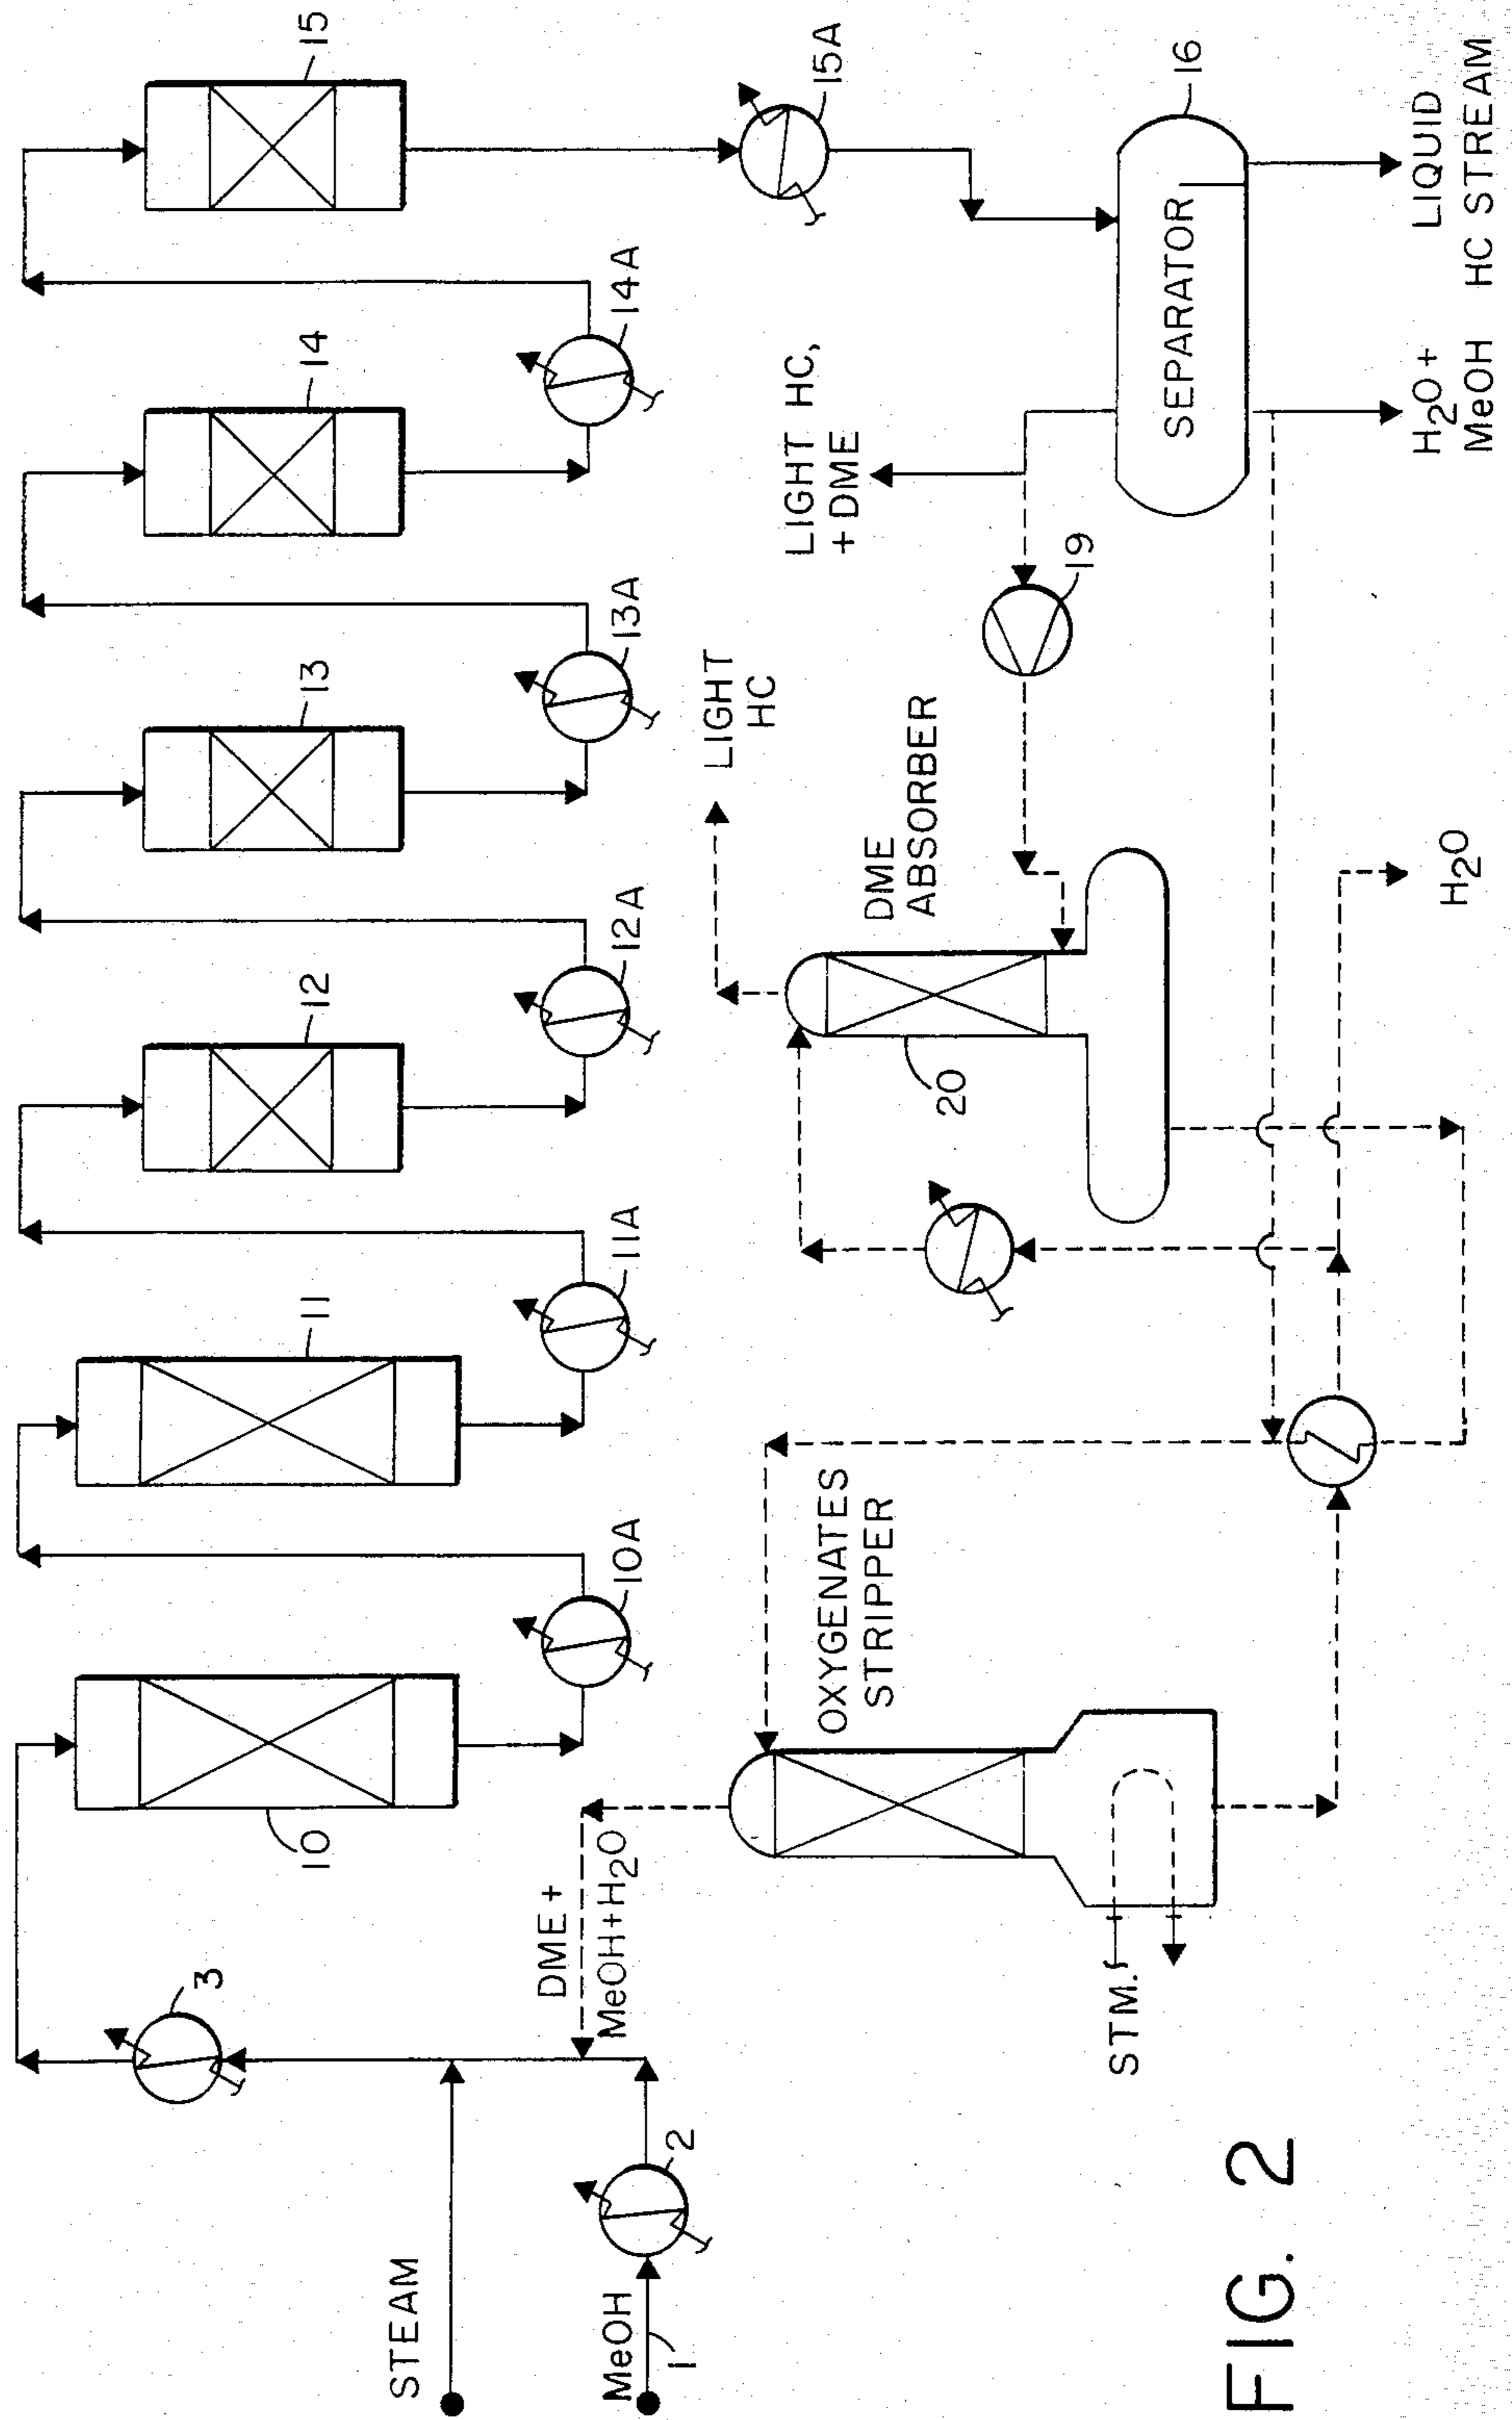 15
14
13
12
11
10
3
15A
14A
13A
12A
11A
10A
2
STEAM
MeOH
1
DME+
MeOH+H2O
OXYGENATES
STRIPPER
STM.
LIGHT
HC
DME
ABSORBER
20
19
LIGHT HC,
+DME
SEPARATOR
16
LIQUID
HC STREAM
H2O+
MeOH
H2O
FIG. 2